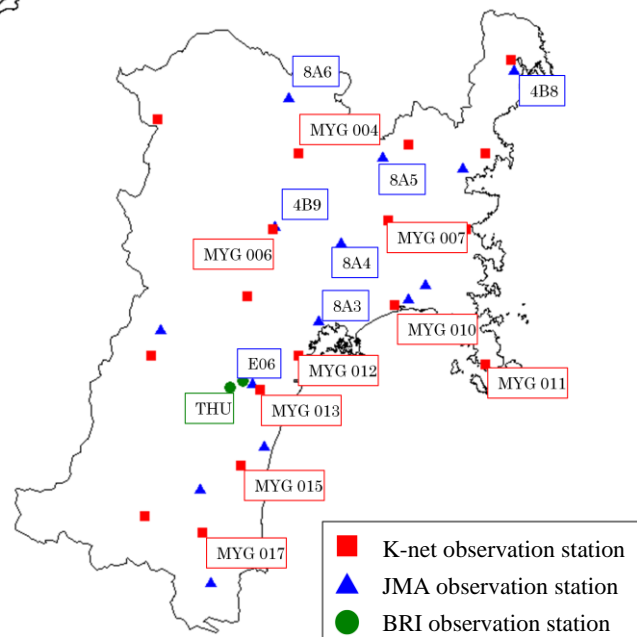 8A6
4B8
MYG 004
8A5
4B9
MYG 006
MYG 007
8A4
8A3
MYG 010
E06
MYG 012
MYG 011
THU
MYG 013
MYG 015
MYG 017
K-net observation station
JMA observation station
BRI observation station